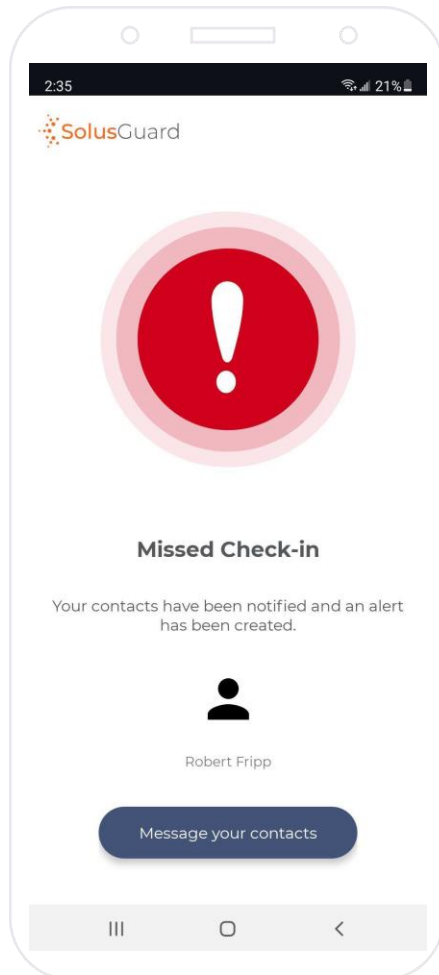 2:35 21%
SolusGuard
Missed Check-in
Your contacts have been notified and an alert
has been created.
Robert Fripp
Message your contacts